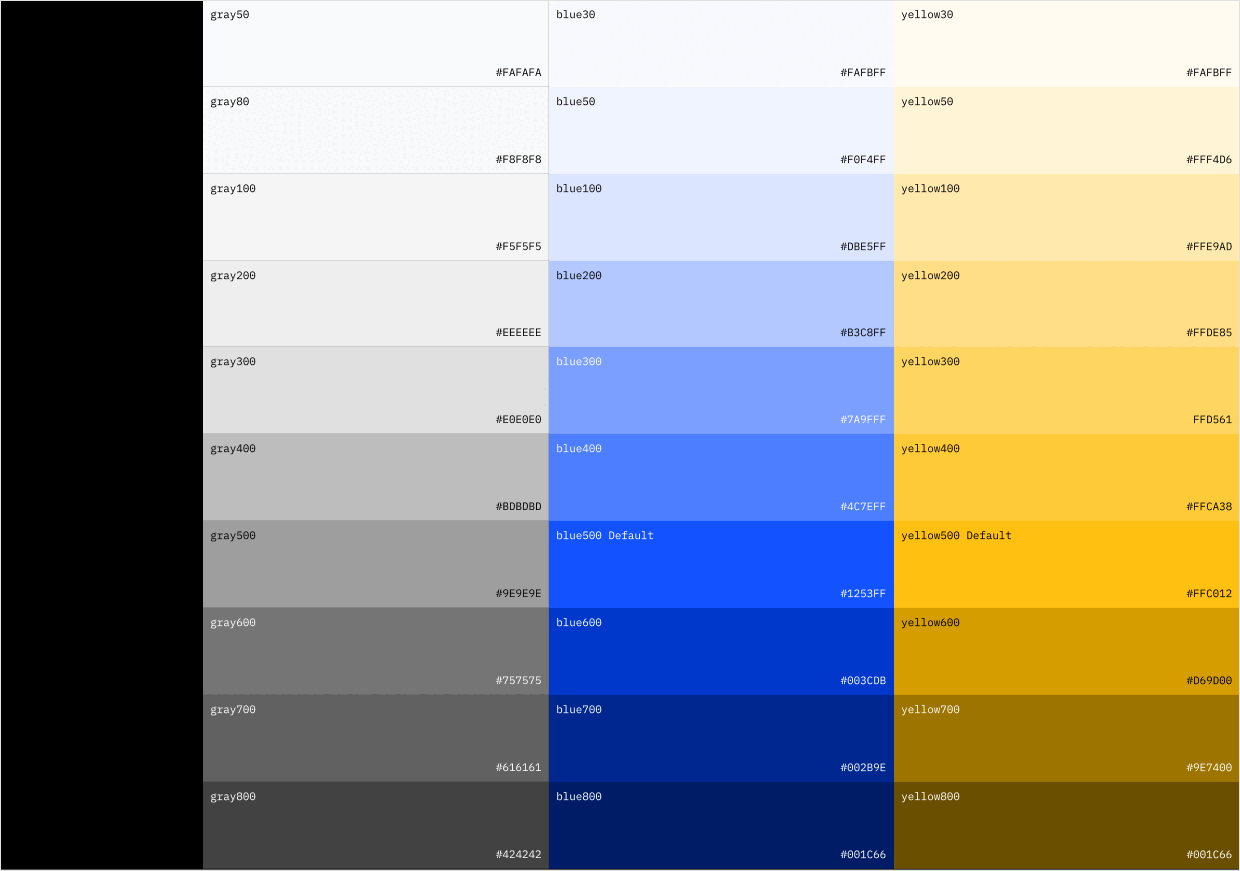 gray50
#FAFAFA
gray80
#F8F8F8
gray100
#F5F5F5
gray200
#EEEEEE
gray300
#E0E0E0
gray400
#BDBDBD
gray500
#9E9E9E
gray600
#757575
gray700
#616161
gray800
#424242
blue30
#FAFBFF
blue50
#F0F4FF
blue100
#DBE5FF
blue200
#B3C8FF
blue300
#7A9FFF
blue400
#4C7EFF
blue500 Default
#1253FF
blue600
#003CDB
blue700
#002B9E
blue800
#001C66
yellow30
#FAFBFF
yellow50
#FFF4D6
yellow100
#FFE9AD
yellow200
#FFDE85
yellow300
FFD561
yellow400
#FFCA38
yellow500 Default
#FFC012
yellow600
#D69D00
yellow700
#9E7400
yellow800
#001C66